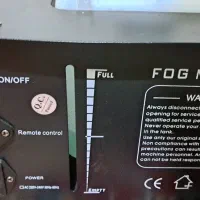 FULL
FOG M
ON/OFF
WA
Always disconnect
opening for service
qualified service pe
Never operate your
in the tank.
Use only our original
Non compliance with
precautions can result
machine personnel. A
can not be held respons
Q.C
Remote control
POWER
EMPTY
CE